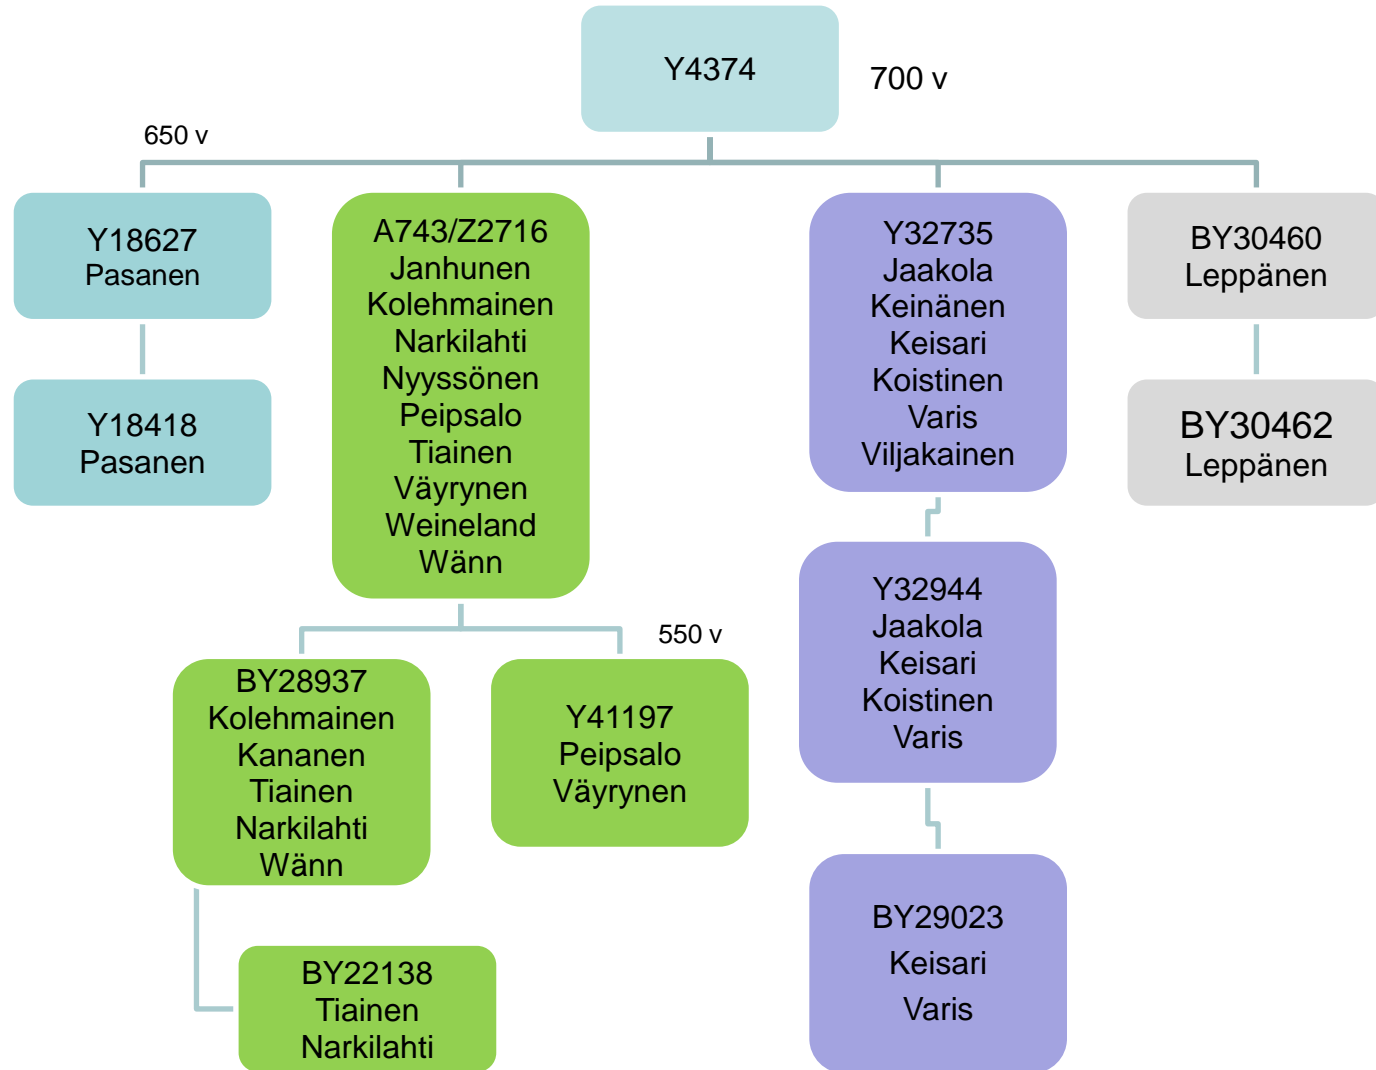 Y4374
700 v
650 v
Y18627
Pasanen
A743/Z2716
Janhunen
Kolehmainen
Narkilahti
Nyyssönen
Peipsalo
Tiainen
Väyrynen
Weineland
Wänn
Y32735
Jaakola
Keinänen
Keisari
Koistinen
Varis
Viljakainen
BY30460
Leppänen
Y18418
Pasanen
BY30462
Leppänen
550 v
BY28937
Kolehmainen
Kananen
Tiainen
Narkilahti
Wänn
Y41197
Peipsalo
Väyrynen
Y32944
Jaakola
Keisari
Koistinen
Varis
BY22138
Tiainen
Narkilahti
BY29023
Keisari
Varis